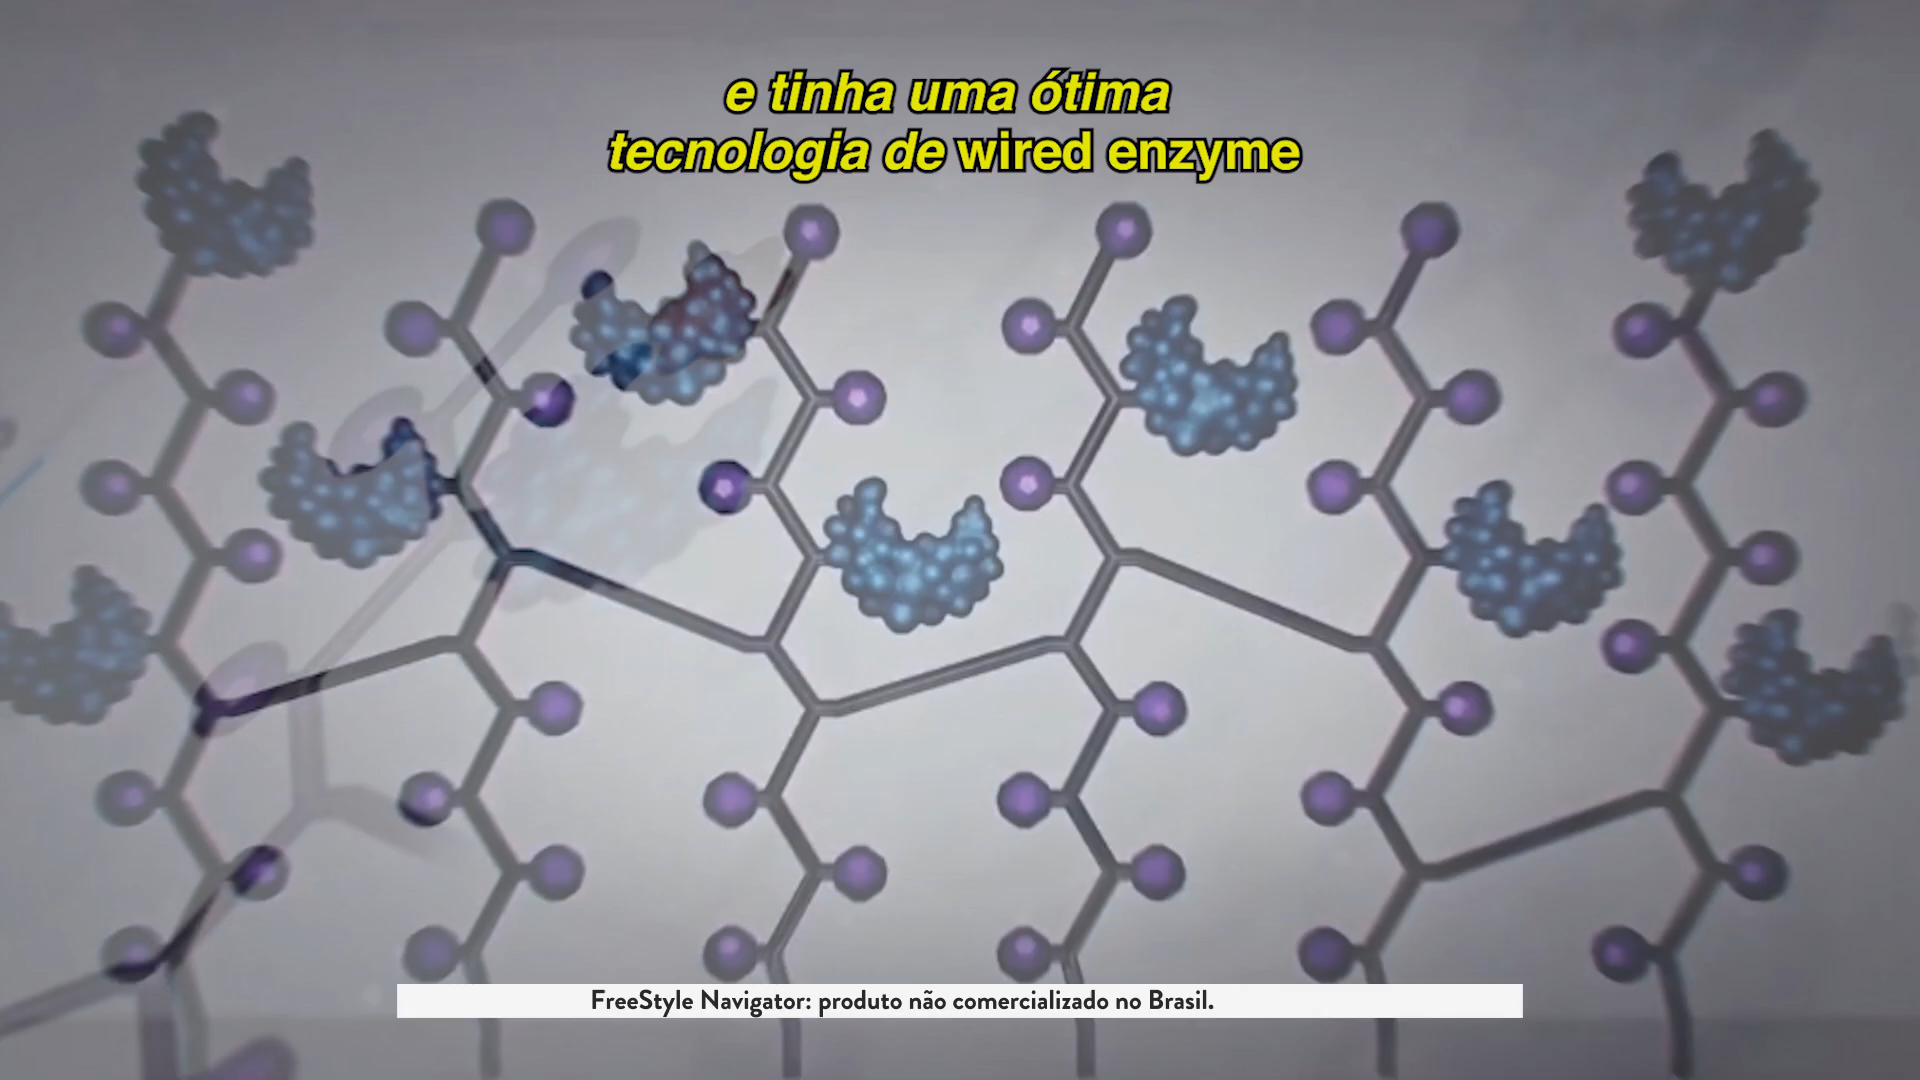 e tinha uma ótima
tecnologia de wired enzyme
FreeStyle Navigator: produto não comercializado no Brasil.